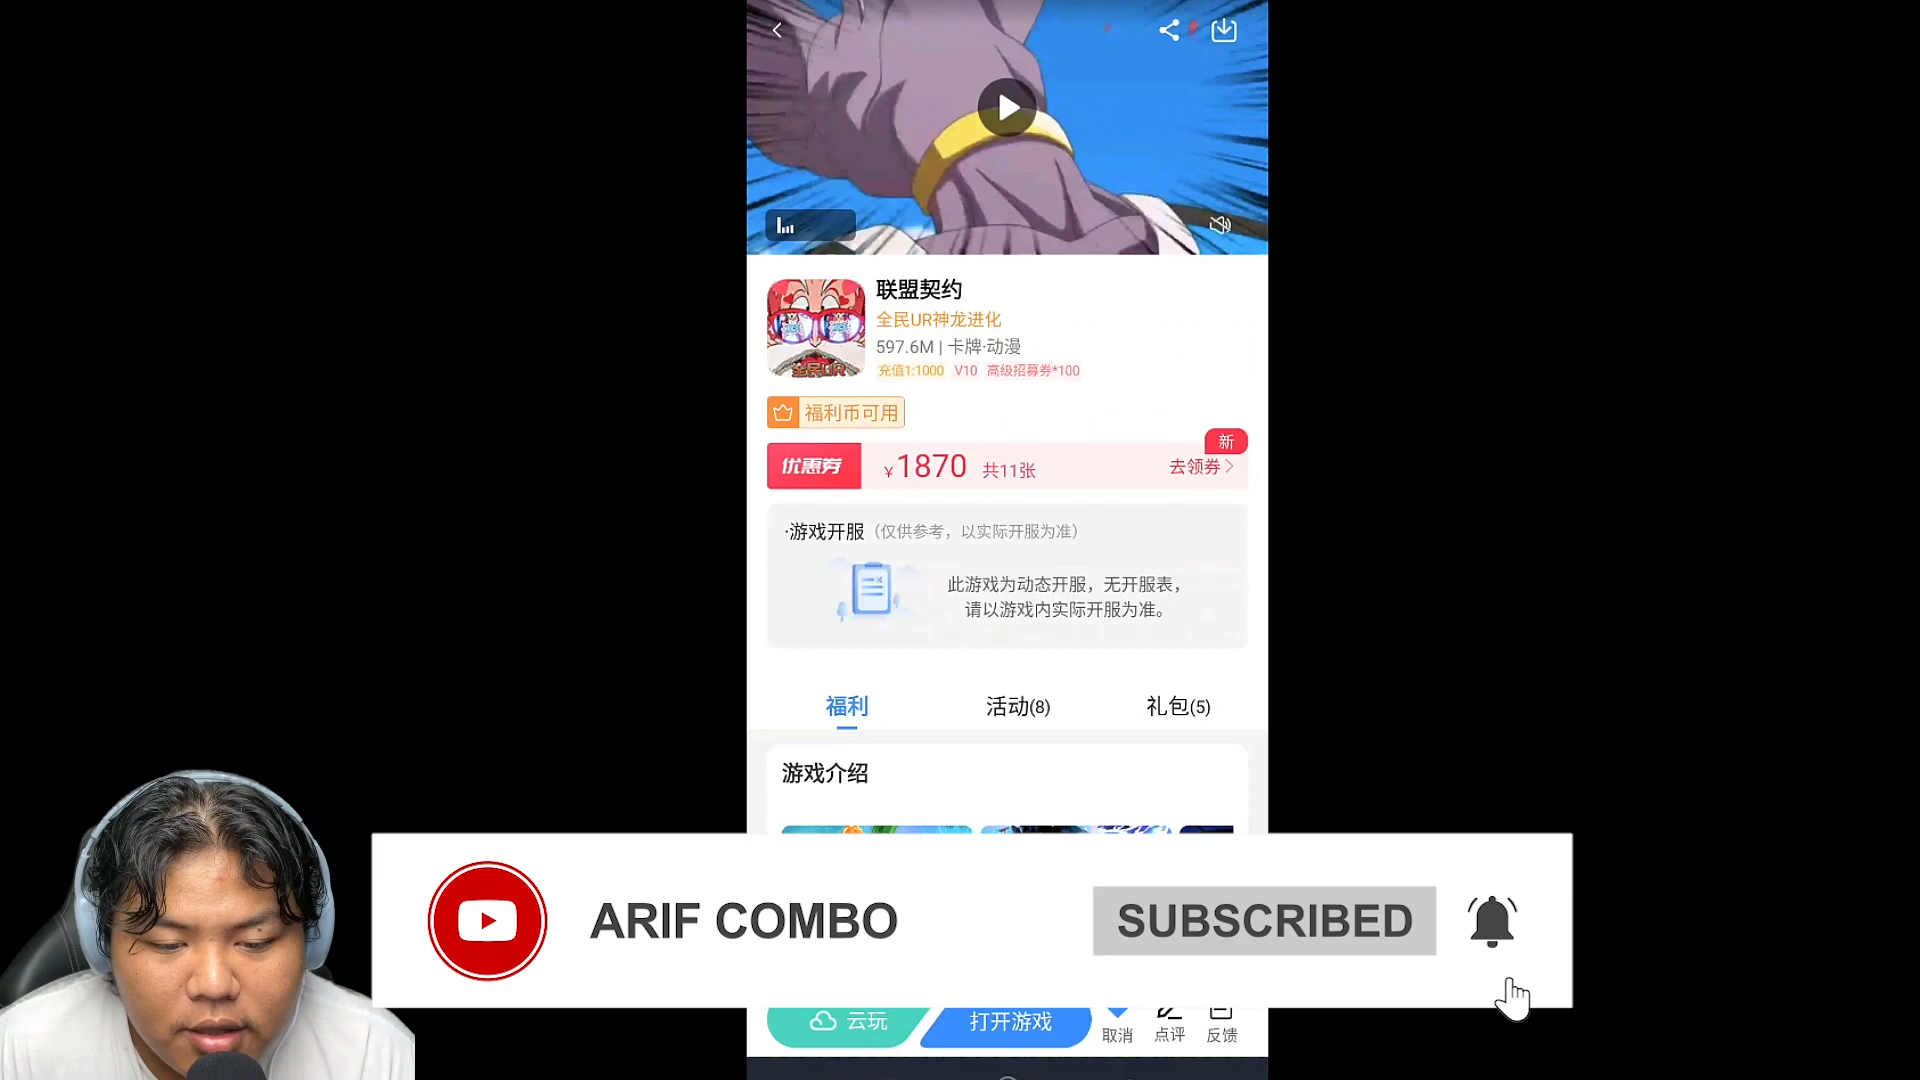 联盟契约
全民UR神龙进化
597.6M | 卡牌·动漫
充值1:1000 V10 高级招募券*100
全民UR
福利币可用
新
优惠券 ¥1870 共11张 去领券
·游戏开服（仅供参考，以实际开服为准）
此游戏为动态开服，无开服表，
请以游戏内实际开服为准。
福利 活动(8) 礼包(5)
游戏介绍
ARIF COMBO SUBSCRIBED
云玩 打开游戏 取消 点评 反馈